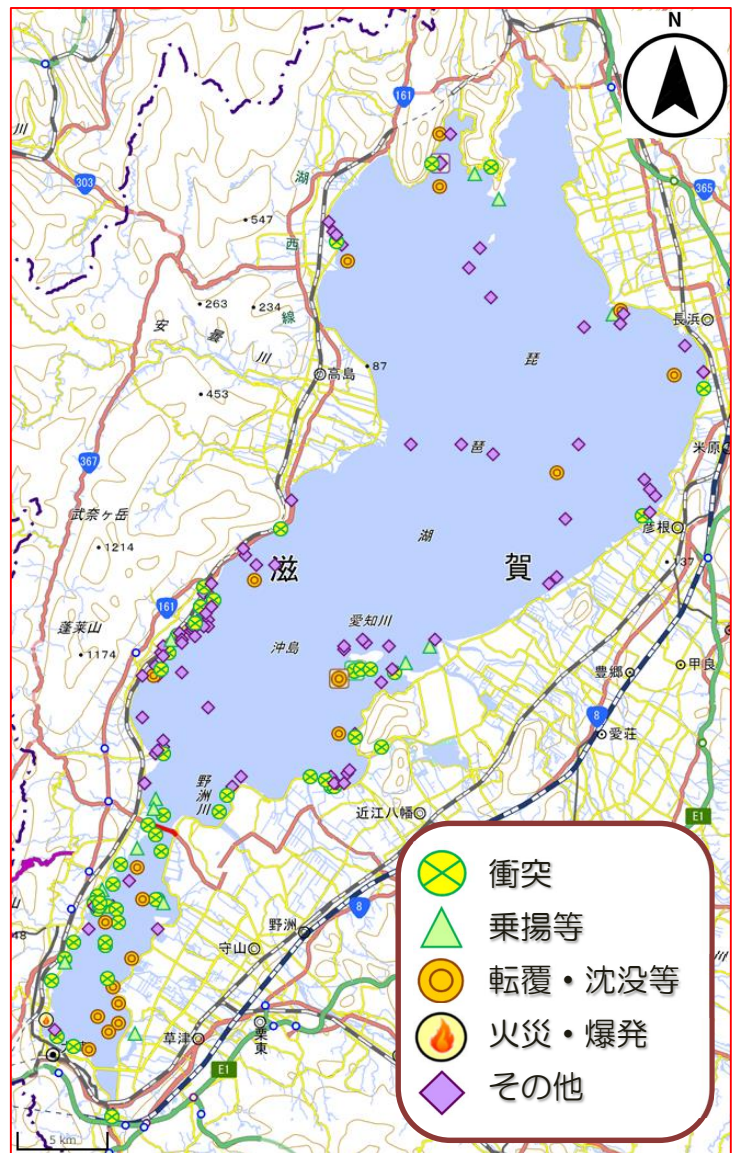 N
161
川
303
365
湖
547
西
長浜
263
234
安
線
曇
琵
川
87
高島
453
琶
米原
367
武奈ヶ岳
彦根
湖
1214
滋
賀
137
161
愛知川
蓬莱山
沖島
1174
豊郷
甲良
8
愛荘
野
洲
川
近江八幡
E1
衝突
山
8
乗揚等
野洲
48
守山
川
転覆・沈没等
火災・爆発
草津
栗東
E1
その他
5 km